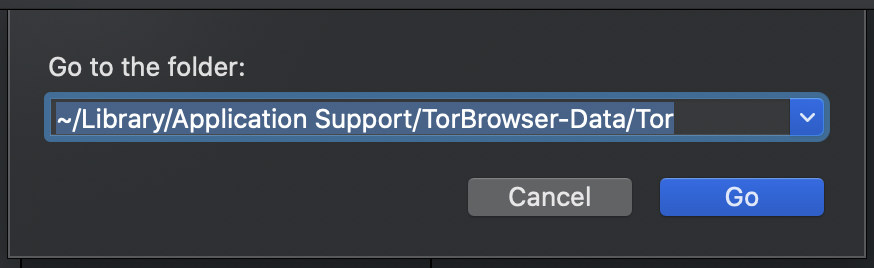 Go to the folder:
~/Library/Application Support/TorBrowser-Data/Tor
Cancel Go